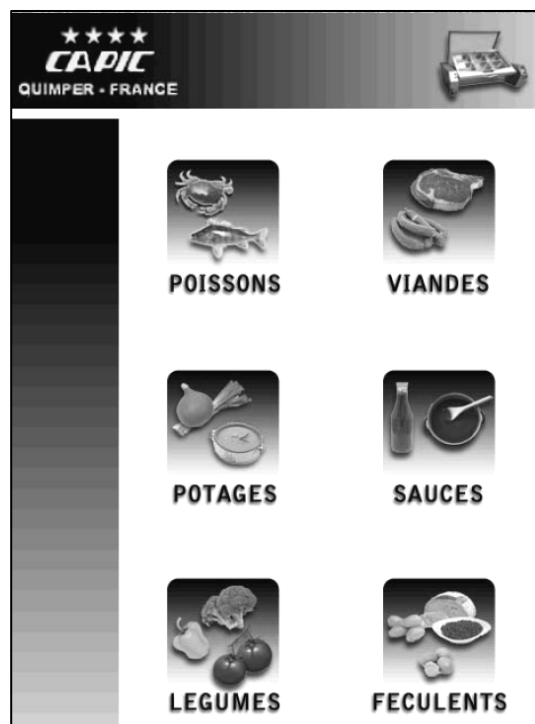 CAPIC
QUIMPER - FRANCE
POISSONS
VIANDES
POTAGES
SAUCES
LEGUMES
FECULENTS